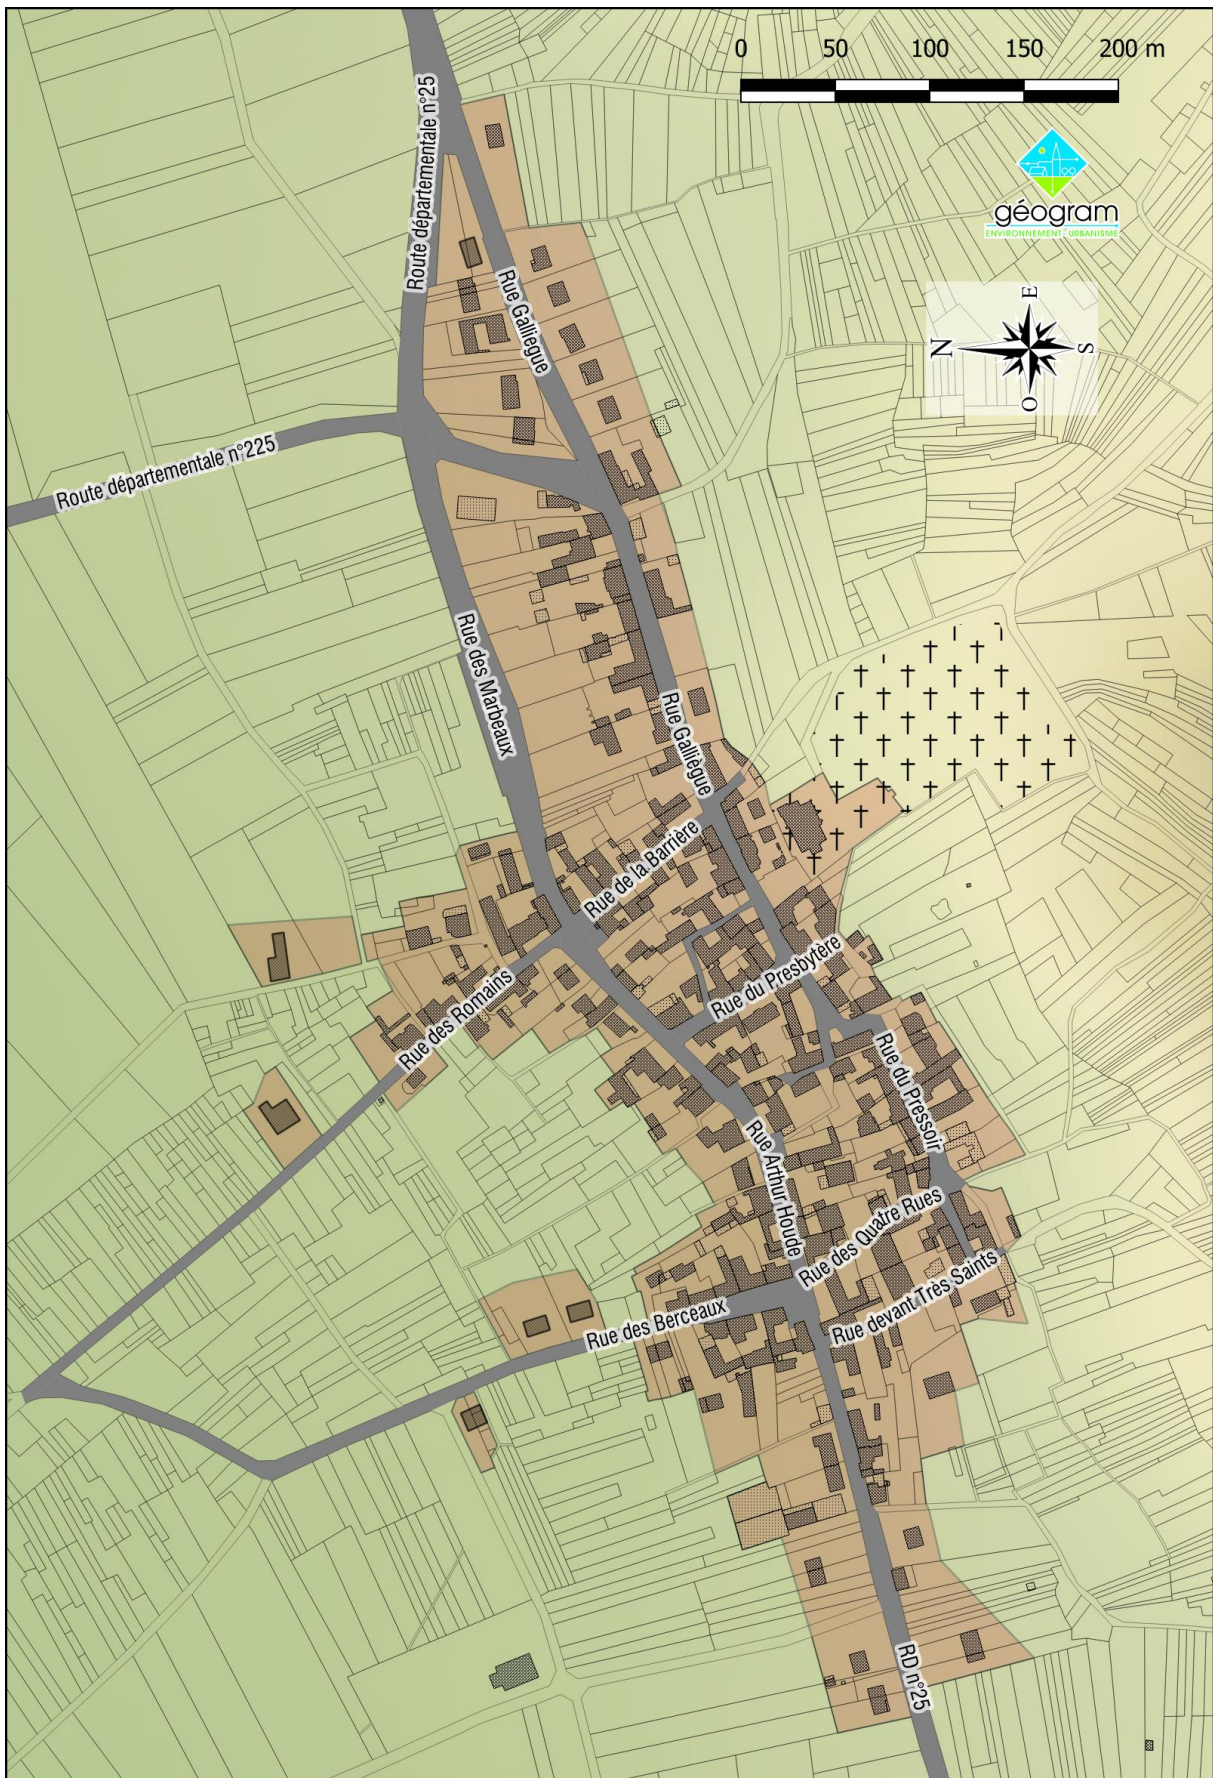 0 50 100 150 200 m
géogram
ENVIRONNEMENT - URBANISME
Route départementale n°25
Rue Galliègue
E
N
S
O
Route départementale n°225
Rue des Marbeaux
Rue Galliègue
Rue de la Barrière
Rue du Presbytère
Rue des Romains
Rue du Pressoir
Rue Arthur Houde
Rue des Quatre Rues
Rue devant Très Saints
Rue des Berceaux
RD n°25